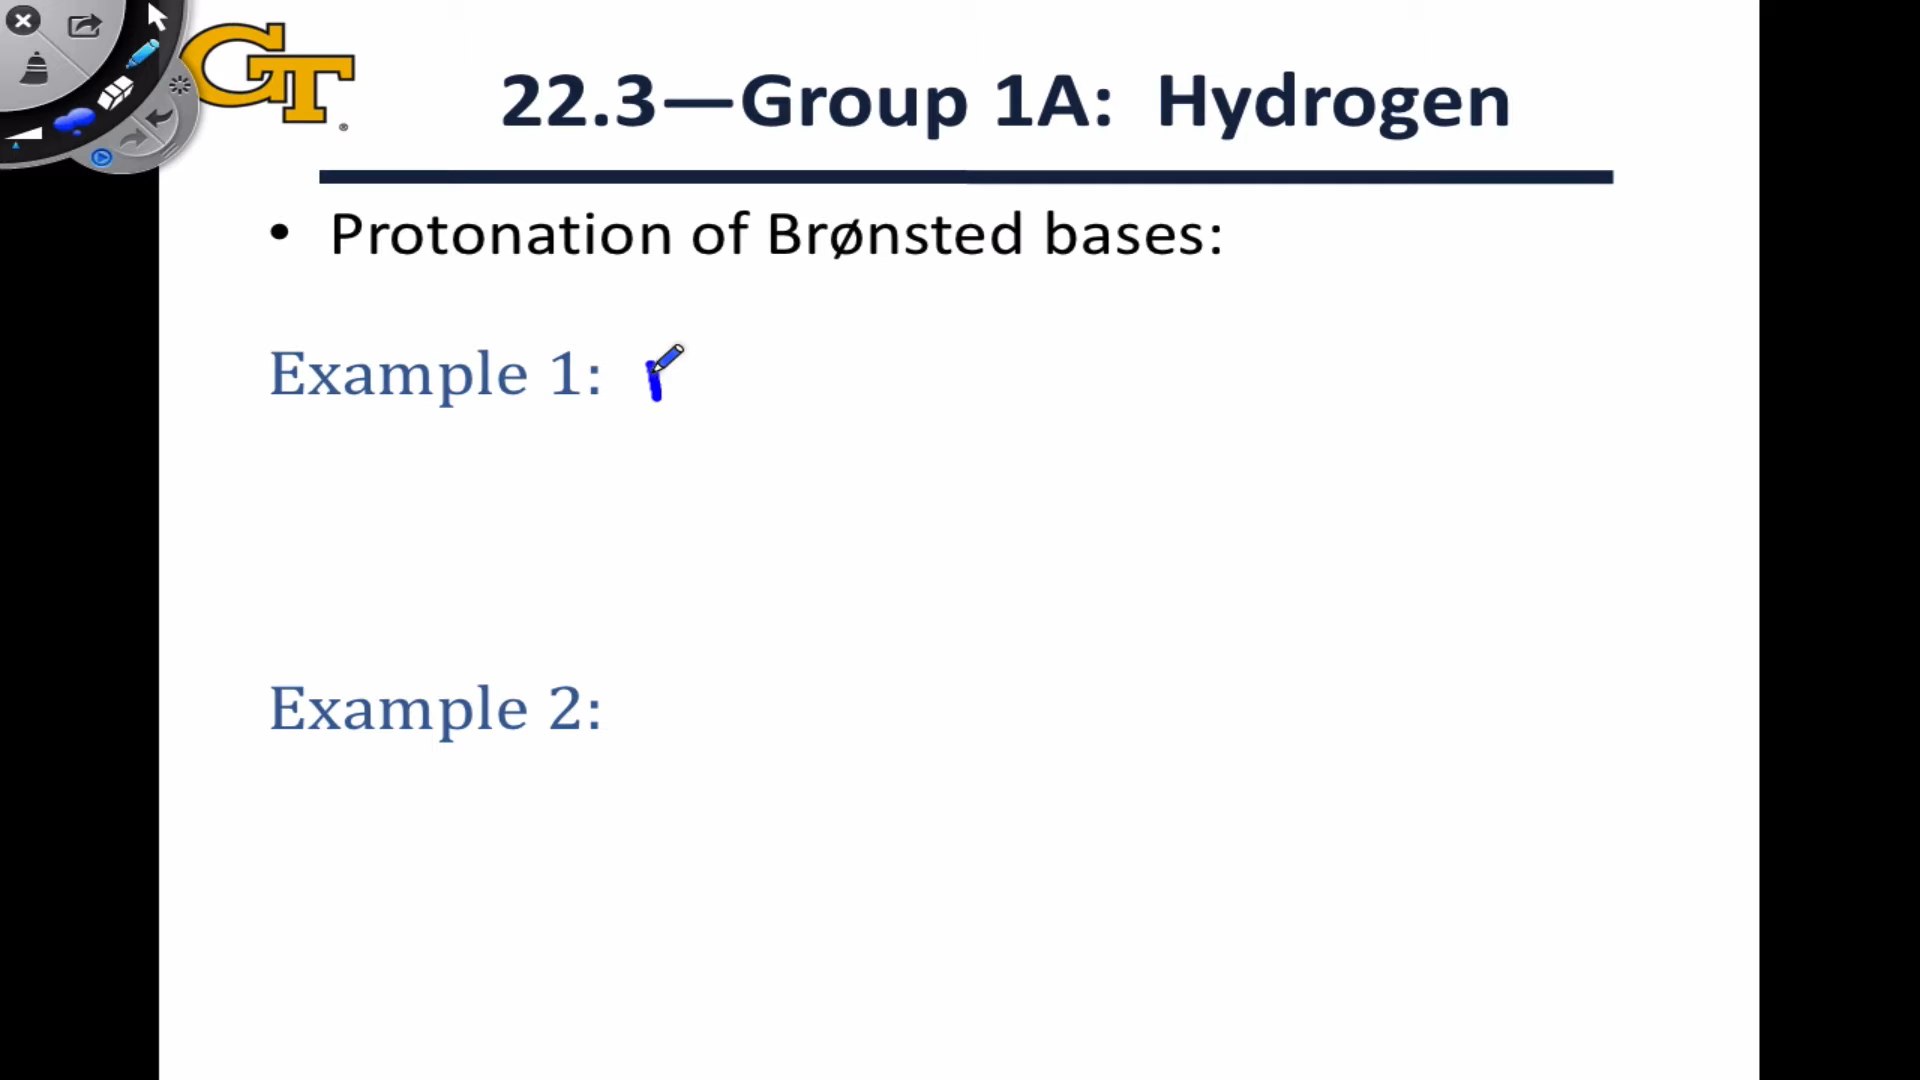 GT ®
22.3—Group 1A: Hydrogen
• Protonation of Brønsted bases:
Example 1:
Example 2: